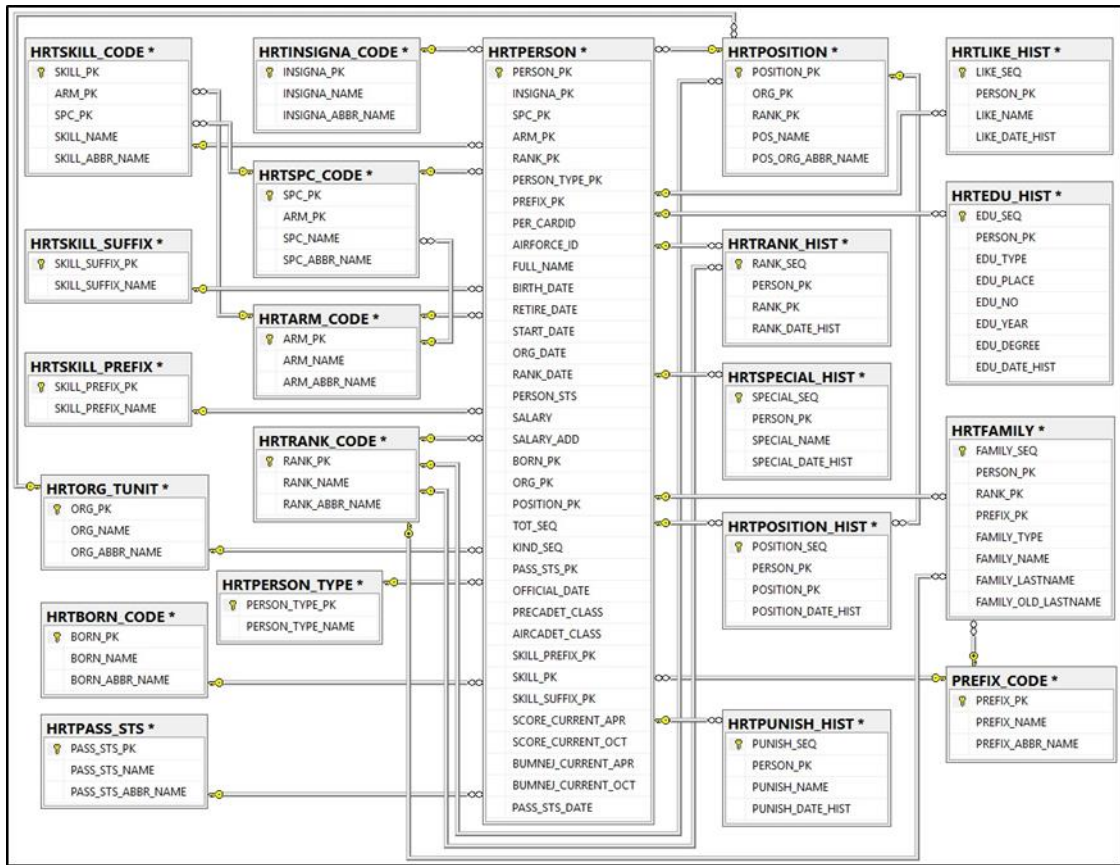 HRTSKILL_CODE *
SKILL_PK
ARM_PK
SPC_PK
SKILL_NAME
SKILL_ABBR_NAME
HRTSKILL_SUFFIX *
SKILL_SUFFIX_PK
SKILL_SUFFIX_NAME
HRTSKILL_PREFIX *
SKILL_PREFIX_PK
SKILL_PREFIX_NAME
HRTORG_TUNIT *
ORG_PK
ORG_NAME
ORG_ABBR_NAME
HRTBORN_CODE *
BORN_PK
BORN_NAME
BORN_ABBR_NAME
HRTPASS_STS *
PASS_STS_PK
PASS_STS_NAME
PASS_STS_ABBR_NAME
HRTINSIGNA_CODE *
INSIGNA_PK
INSIGNA_NAME
INSIGNA_ABBR_NAME
HRTSPC_CODE *
SPC_PK
ARM_PK
SPC_NAME
SPC_ABBR_NAME
HRTARM_CODE *
ARM_PK
ARM_NAME
ARM_ABBR_NAME
HRTRANK_CODE *
RANK_PK
RANK_NAME
RANK_ABBR_NAME
HRTPERSON_TYPE *
PERSON_TYPE_PK
PERSON_TYPE_NAME
HRTPERSON *
PERSON_PK
INSIGNA_PK
SPC_PK
ARM_PK
RANK_PK
PERSON_TYPE_PK
PREFIX_PK
PER_CARDID
AIRFORCE_ID
FULL_NAME
BIRTH_DATE
RETIRE_DATE
START_DATE
ORG_DATE
RANK_DATE
PERSON_STS
SALARY
SALARY_ADD
BORN_PK
ORG_PK
POSITION_PK
TOT_SEQ
KIND_SEQ
PASS_STS_PK
OFFICIAL_DATE
PRECADET_CLASS
AIRCADET_CLASS
SKILL_PREFIX_PK
SKILL_PK
SKILL_SUFFIX_PK
SCORE_CURRENT_APR
SCORE_CURRENT_OCT
BUMNEJ_CURRENT_APR
BUMNEJ_CURRENT_OCT
PASS_STS_DATE
HRTPOSITION *
POSITION_PK
ORG_PK
RANK_PK
POS_NAME
POS_ORG_ABBR_NAME
HRTRANK_HIST *
RANK_SEQ
PERSON_PK
RANK_PK
RANK_DATE_HIST
HRTSPECIAL_HIST *
SPECIAL_SEQ
PERSON_PK
SPECIAL_NAME
SPECIAL_DATE_HIST
HRTPOSITION_HIST *
POSITION_SEQ
PERSON_PK
POSITION_PK
POSITION_DATE_HIST
HRTPUNISH_HIST *
PUNISH_SEQ
PERSON_PK
PUNISH_NAME
PUNISH_DATE_HIST
HRTLIKE_HIST *
LIKE_SEQ
PERSON_PK
LIKE_NAME
LIKE_DATE_HIST
HRTEDU_HIST *
EDU_SEQ
PERSON_PK
EDU_TYPE
EDU_PLACE
EDU_NO
EDU_YEAR
EDU_DEGREE
EDU_DATE_HIST
HRTFAMILY *
FAMILY_SEQ
PERSON_PK
RANK_PK
PREFIX_PK
FAMILY_TYPE
FAMILY_NAME
FAMILY_LASTNAME
FAMILY_OLD_LASTNAME
PREFIX_CODE *
PREFIX_PK
PREFIX_NAME
PREFIX_ABBR_NAME